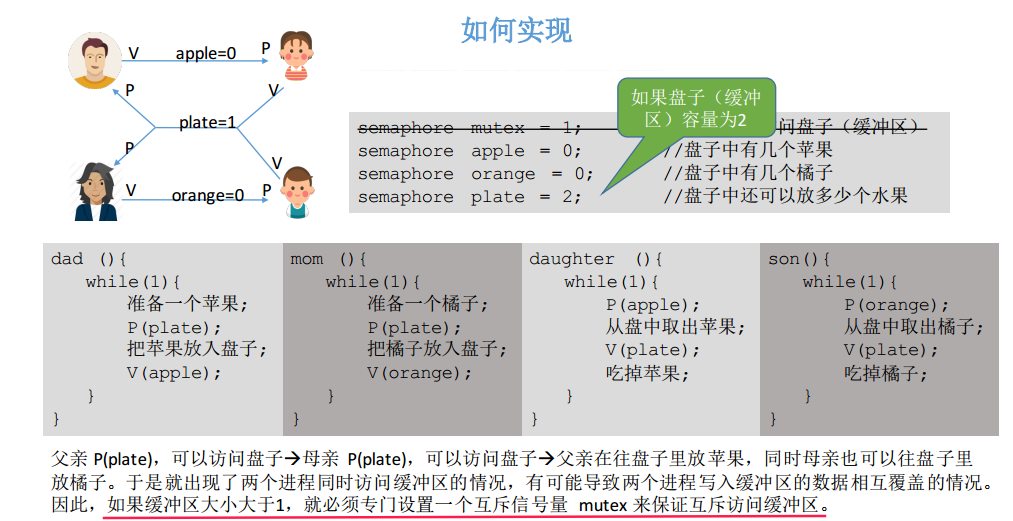 如何实现
V apple=0 P
P V
plate=1
P V
V orange=0 P
如果盘子（缓冲
区）容量为2
semaphore mutex = 1; 问盘子（缓冲区）
semaphore apple = 0; //盘子中有几个苹果
semaphore orange = 0; //盘子中有几个橘子
semaphore plate = 2; //盘子中还可以放多少个水果
dad (){
while(1){
准备一个苹果;
P(plate);
把苹果放入盘子;
V(apple);
}
}
mom (){
while(1){
准备一个橘子;
P(plate);
把橘子放入盘子;
V(orange);
}
}
daughter (){
while(1){
P(apple);
从盘中取出苹果;
V(plate);
吃掉苹果;
}
}
son(){
while(1){
P(orange);
从盘中取出橘子;
V(plate);
吃掉橘子;
}
}
父亲 P(plate)，可以访问盘子→母亲 P(plate)，可以访问盘子→父亲在往盘子里放苹果，同时母亲也可以往盘子里
放橘子。于是就出现了两个进程同时访问缓冲区的情况，有可能导致两个进程写入缓冲区的数据相互覆盖的情况。
因此，如果缓冲区大小大于1，就必须专门设置一个互斥信号量 mutex 来保证互斥访问缓冲区。